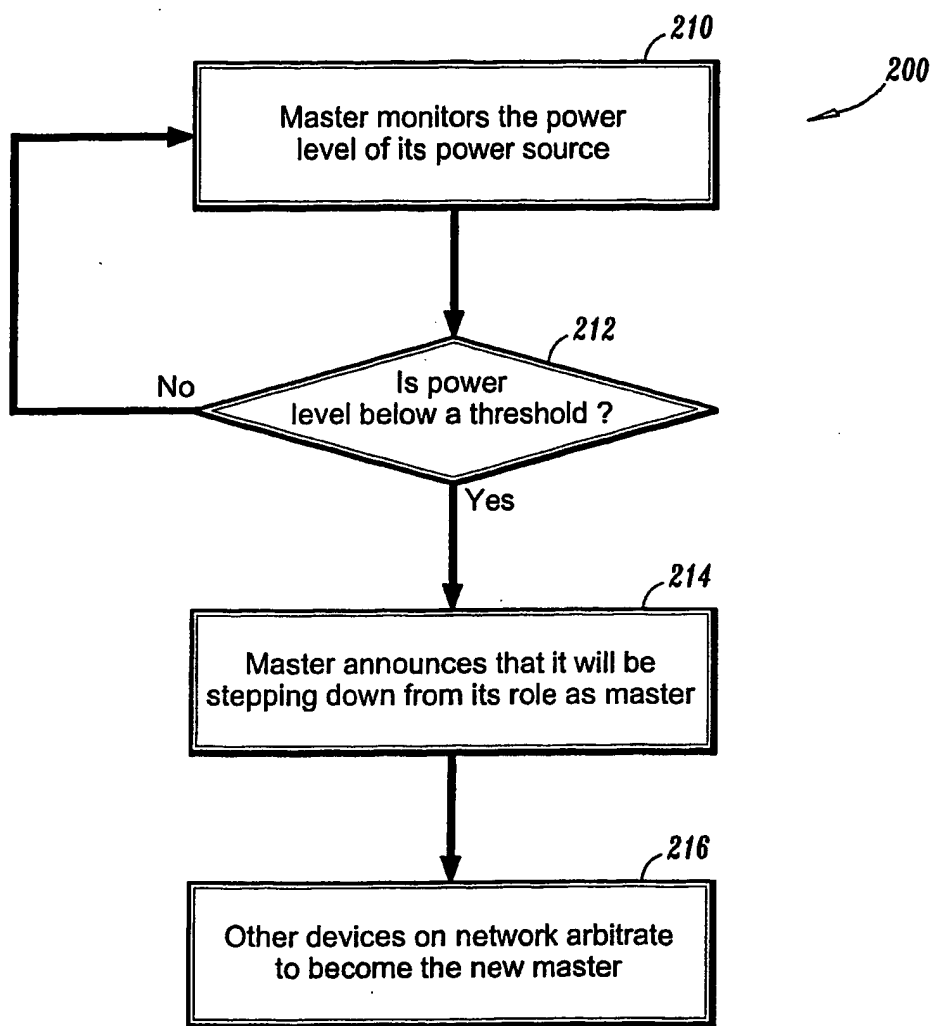 210
200
Master monitors the power
level of its power source
212
Is power
level below a threshold ?
No
Yes
214
Master announces that it will be
stepping down from its role as master
216
Other devices on network arbitrate
to become the new master